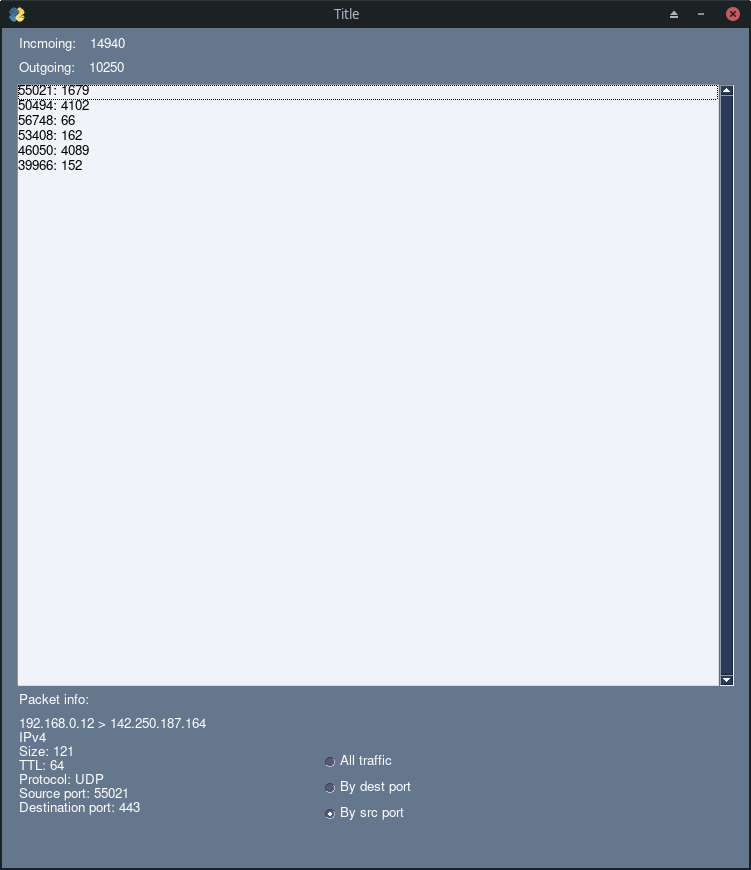 Title
Incmoing: 14940
Outgoing: 10250
55021: 1679
50494: 4102
56748: 66
53408: 162
46050: 4089
39966: 152
Packet info:
192.168.0.12 > 142.250.187.164
IPv4
Size: 121
TTL: 64
Protocol: UDP
Source port: 55021
Destination port: 443
All traffic
By dest port
By src port